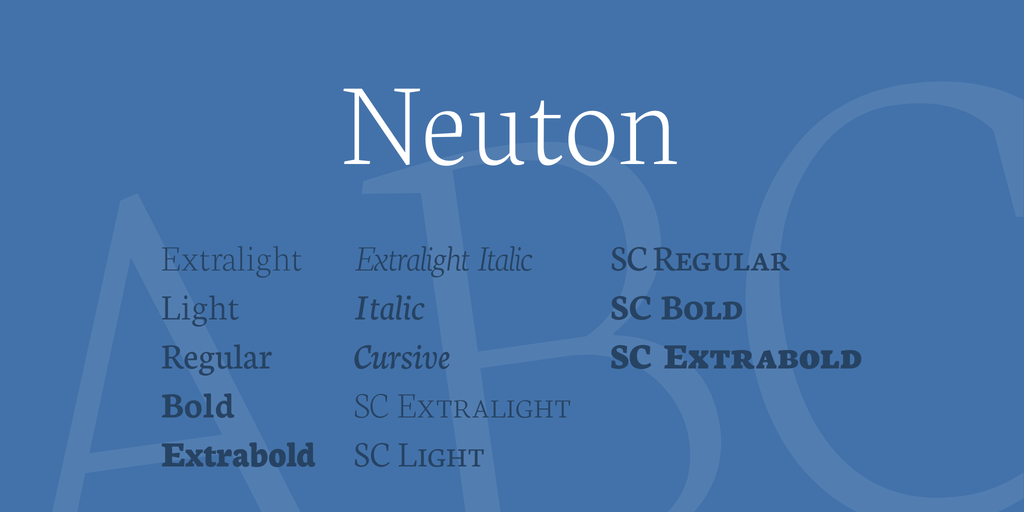 Neuton
Extralight
Light
Regular
Bold
Extrabold
Extralight Italic
Italic
Cursive
SC Extralight
SC Light
SC Regular
SC Bold
SC Extrabold
ABC